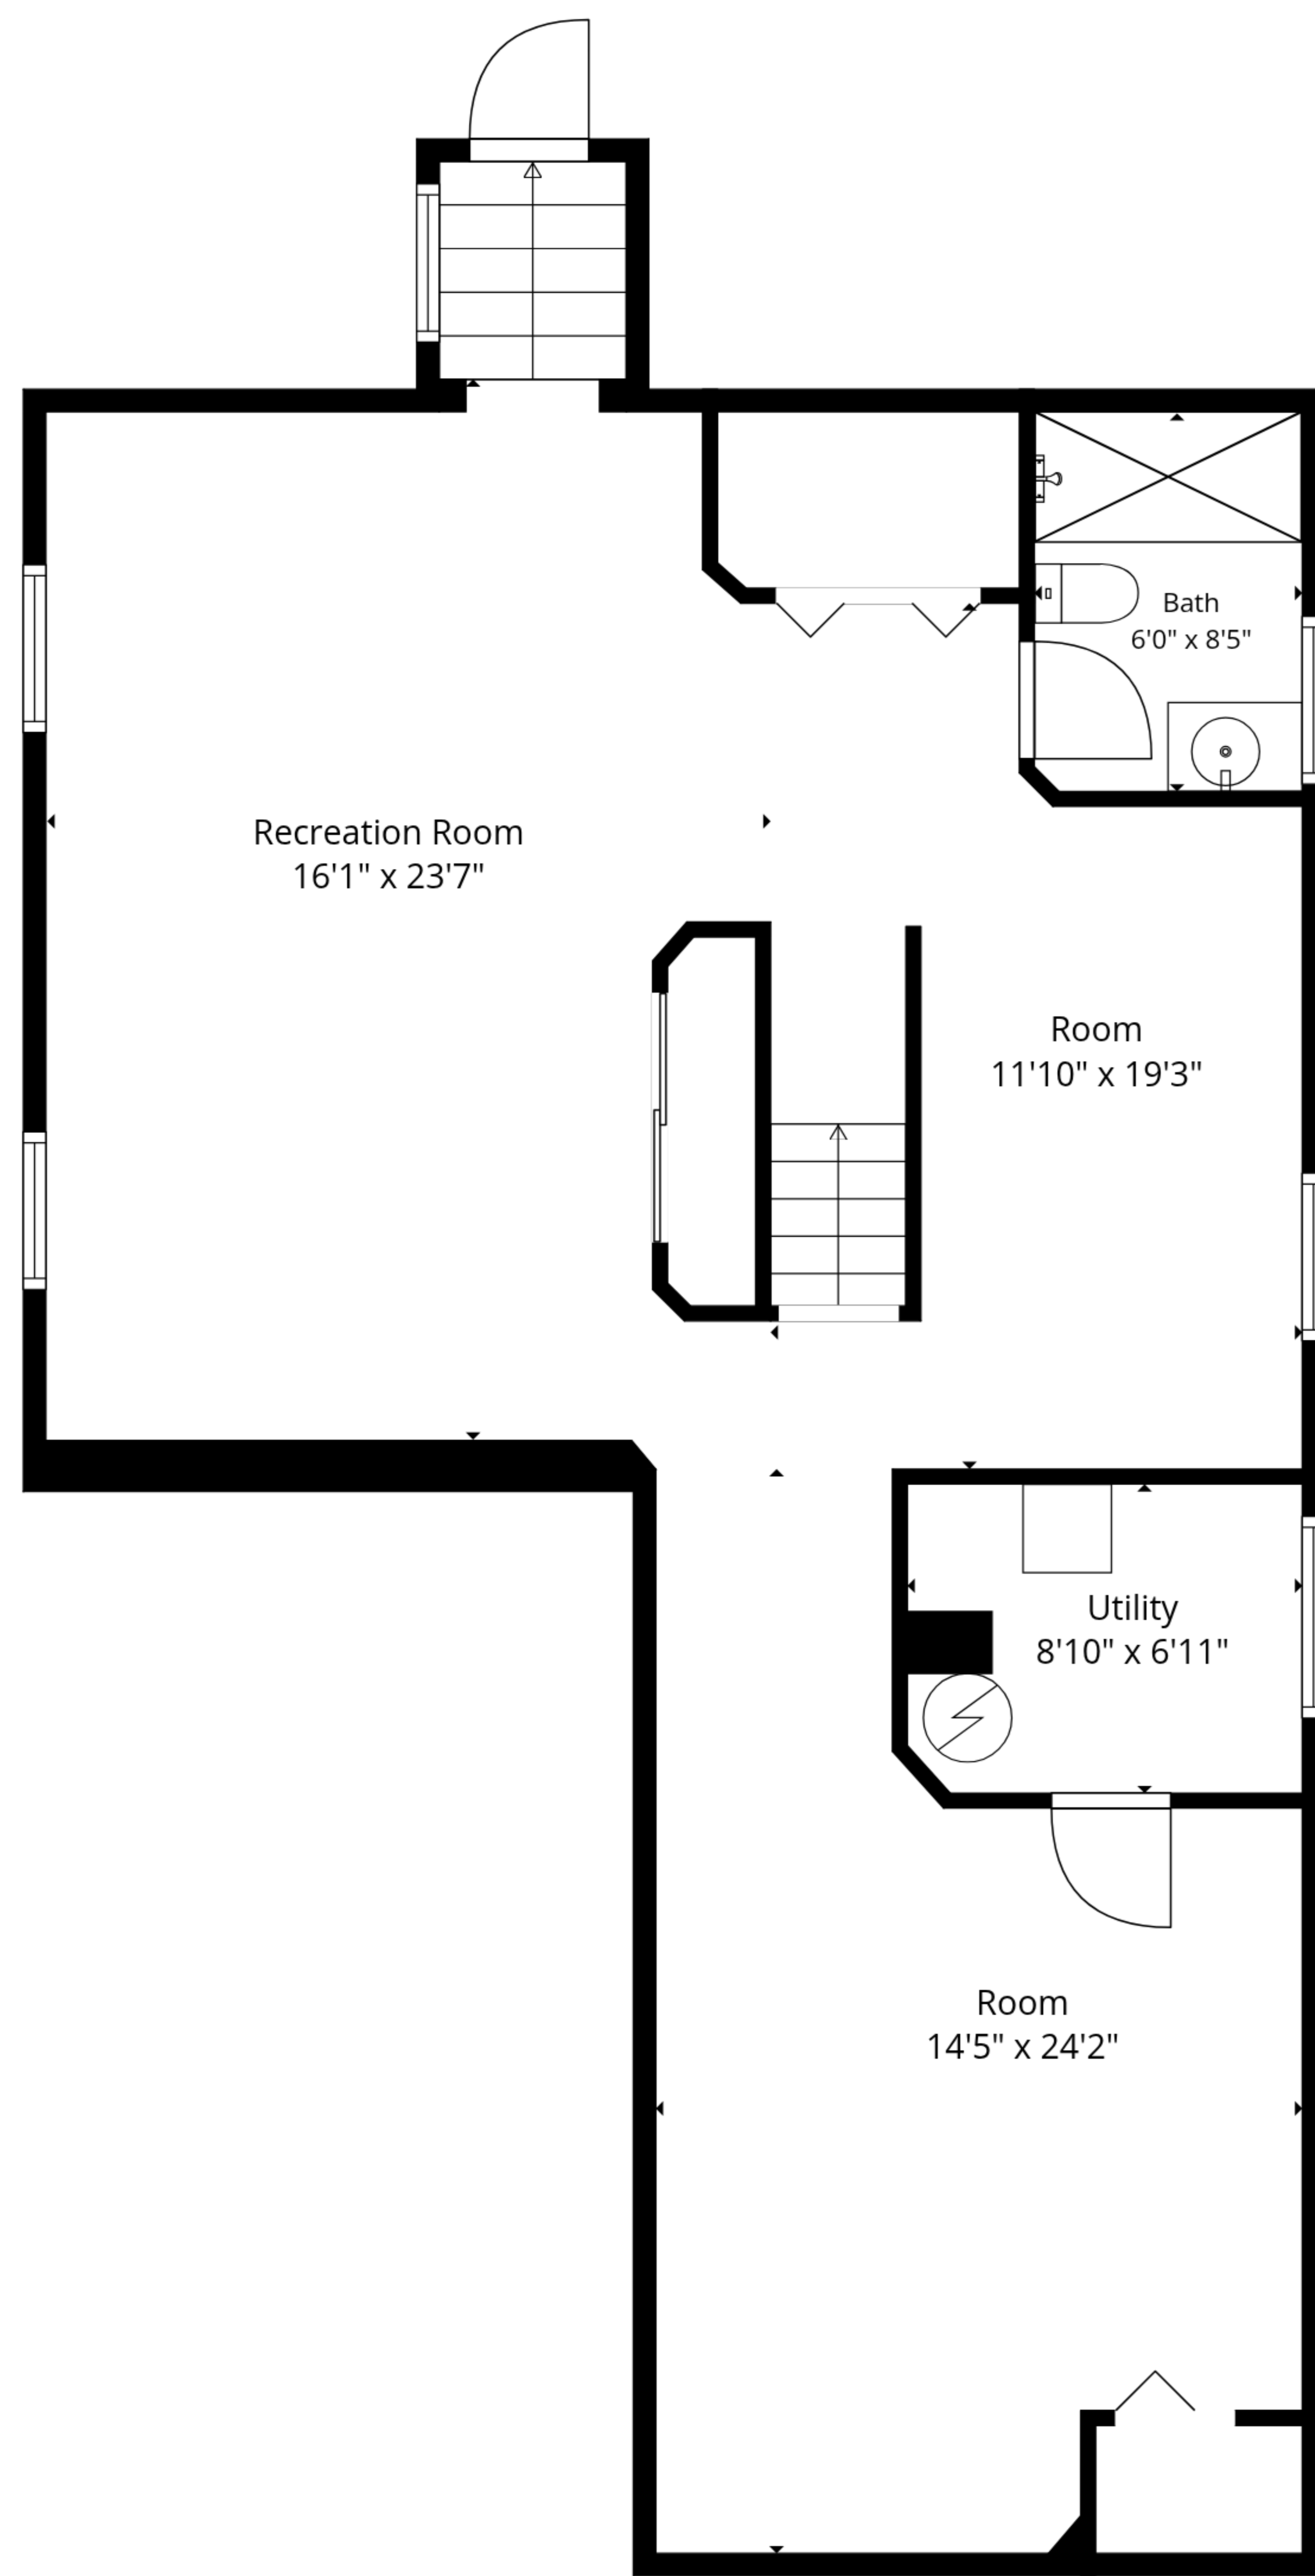 Bath
6'0" x 8'5"
Recreation Room
16'1" x 23'7"
Room
11'10" x 19'3"
Utility
8'10" x 6'11"
Room
14'5" x 24'2"